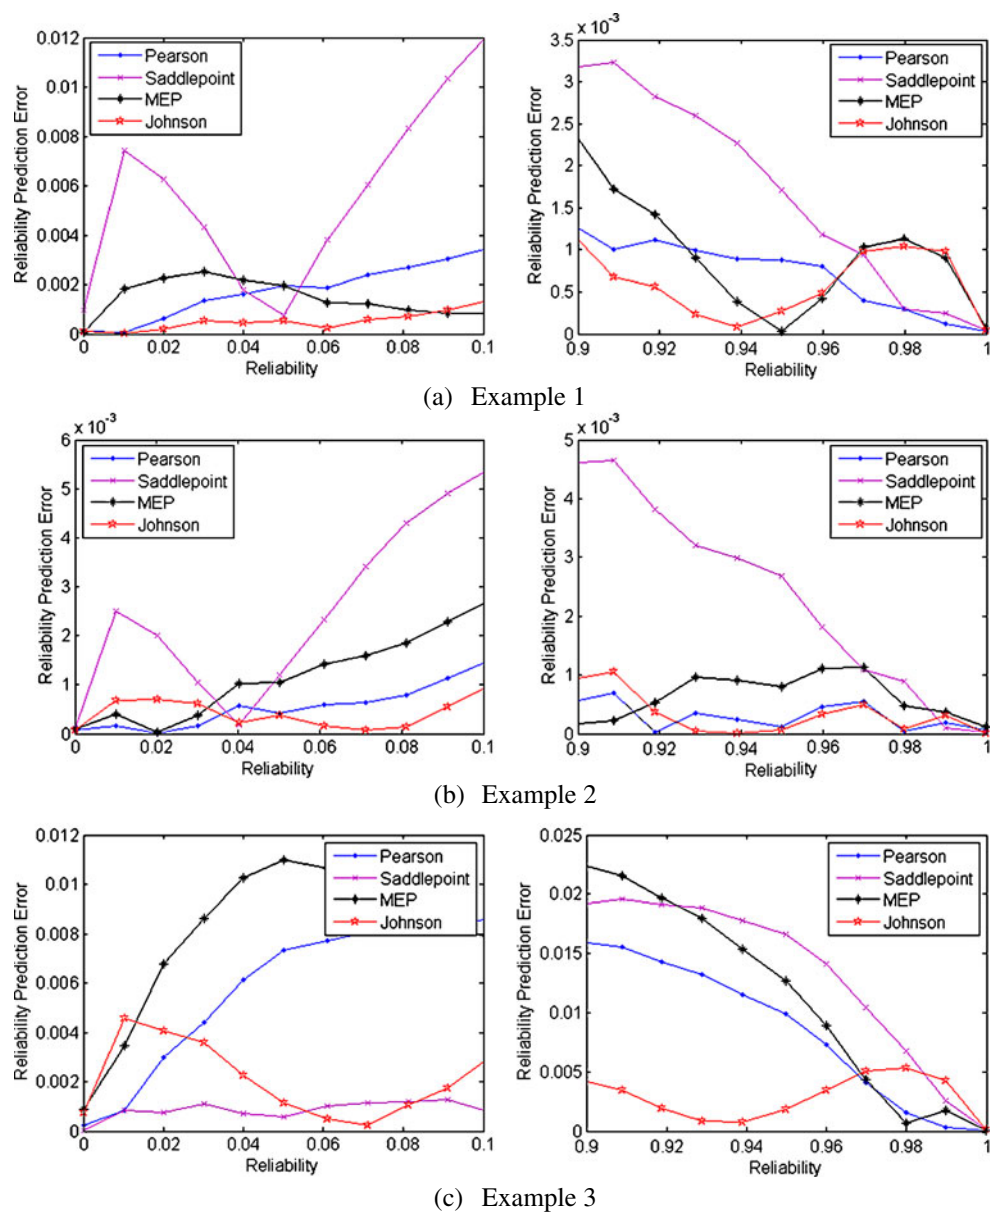 0.012
0.01
0.008
0.006
0.004
0.002
0
Reliability Prediction Error
Pearson
Saddlepoint
MEP
Johnson
0 0.02 0.04 0.06 0.08 0.1
Reliability
x 10⁻³
3.5
3
2.5
2
1.5
1
0.5
0
Reliability Prediction Error
Pearson
Saddlepoint
MEP
Johnson
0.9 0.92 0.94 0.96 0.98 1
Reliability
(a) Example 1
x 10⁻³
6
5
4
3
2
1
0
Reliability Prediction Error
Pearson
Saddlepoint
MEP
Johnson
0 0.02 0.04 0.06 0.08 0.1
Reliability
x 10⁻³
5
4
3
2
1
0
Reliability Prediction Error
Pearson
Saddlepoint
MEP
Johnson
0.9 0.92 0.94 0.96 0.98 1
Reliability
(b) Example 2
0.012
0.01
0.008
0.006
0.004
0.002
0
Reliability Prediction Error
Pearson
Saddlepoint
MEP
Johnson
0 0.02 0.04 0.06 0.08 0.1
Reliability
0.025
0.02
0.015
0.01
0.005
0
Reliability Prediction Error
Pearson
Saddlepoint
MEP
Johnson
0.9 0.92 0.94 0.96 0.98 1
Reliability
(c) Example 3